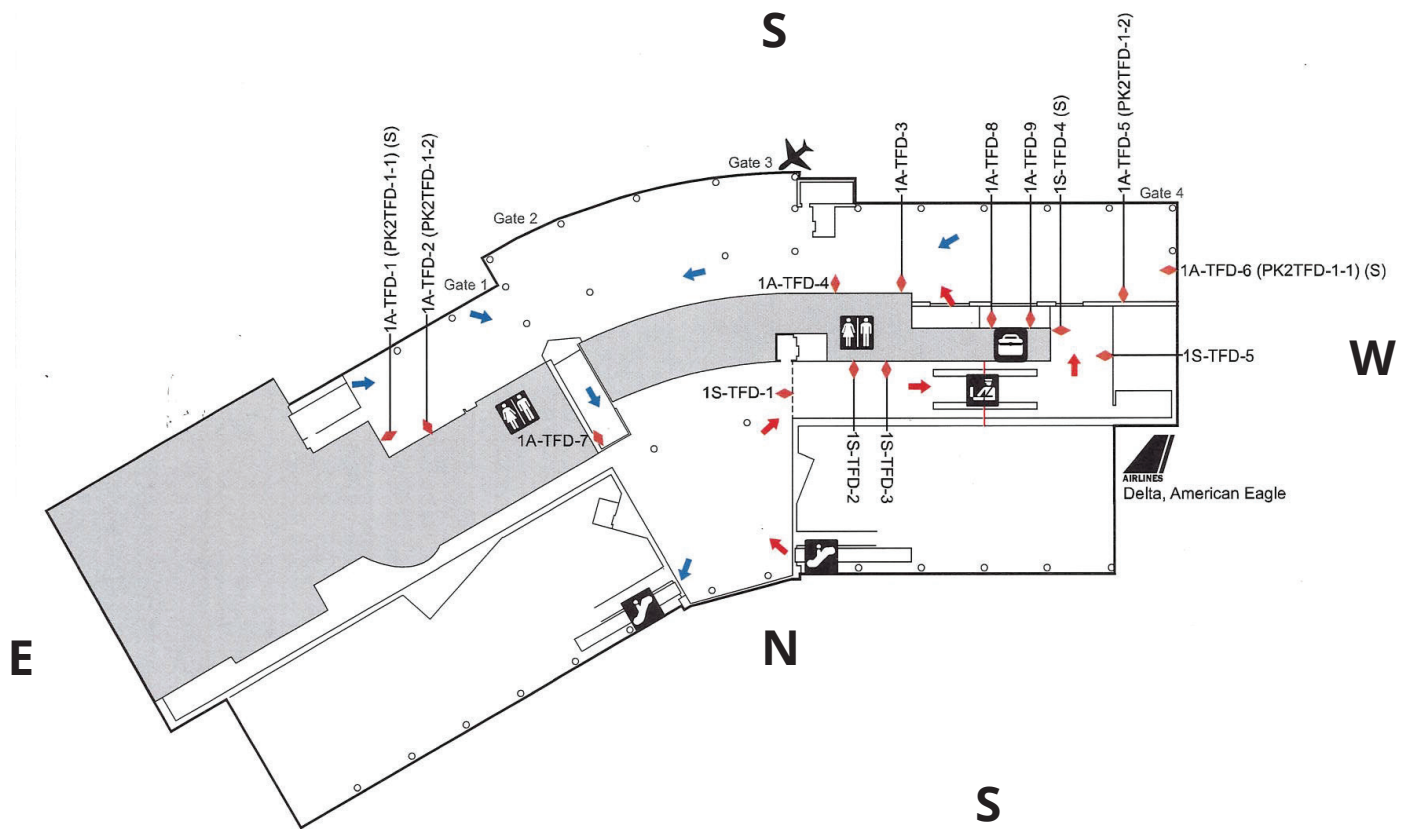 S
1A-TFD-1 (PK2TFD-1-1) (S)
1A-TFD-2 (PK2TFD-1-2)
1A-TFD-3
1A-TFD-8
1A-TFD-9
1S-TFD-4 (S)
1A-TFD-5 (PK2TFD-1-2)
Gate 3
Gate 4
Gate 2
Gate 1
1A-TFD-4
1A-TFD-6 (PK2TFD-1-1) (S)
1S-TFD-5
W
1S-TFD-1
1A-TFD-7
1S-TFD-2
1S-TFD-3
AIRLINES
Delta, American Eagle
E
N
S